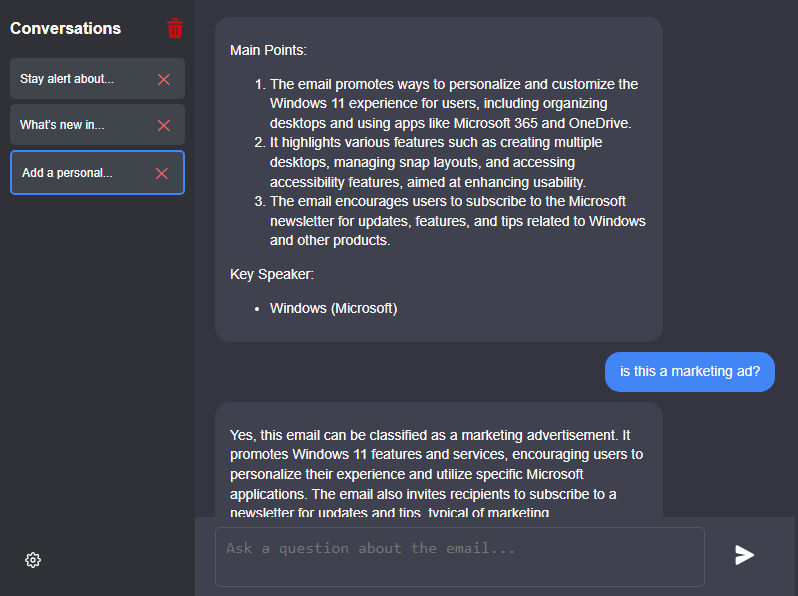 Conversations
Stay alert about...
What's new in...
Add a personal...
Main Points:
1. The email promotes ways to personalize and customize the
Windows 11 experience for users, including organizing
desktops and using apps like Microsoft 365 and OneDrive.
2. It highlights various features such as creating multiple
desktops, managing snap layouts, and accessing
accessibility features, aimed at enhancing usability.
3. The email encourages users to subscribe to the Microsoft
newsletter for updates, features, and tips related to Windows
and other products.
Key Speaker:
• Windows (Microsoft)
is this a marketing ad?
Yes, this email can be classified as a marketing advertisement. It
promotes Windows 11 features and services, encouraging users to
personalize their experience and utilize specific Microsoft
applications. The email also invites recipients to subscribe to a
newsletter for updates and tips, typical of marketing
Ask a question about the email...